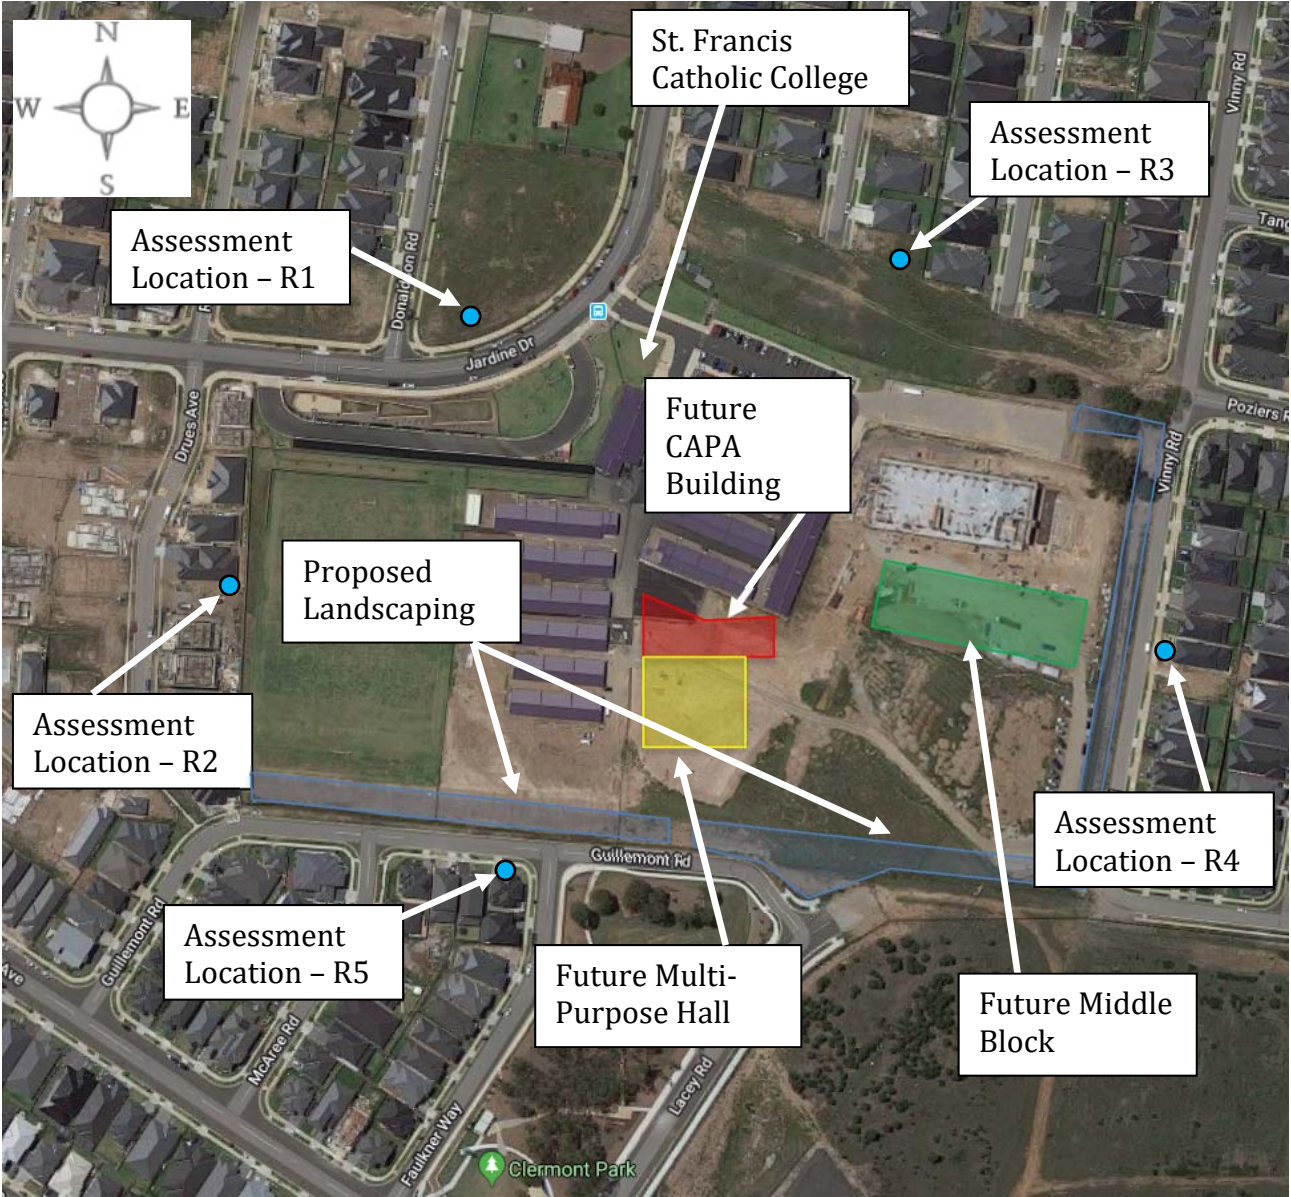 N
W
E
S
St. Francis
Catholic College
Assessment
Location – R3
Assessment
Location – R1
Vinny Rd
Donaldson Rd
Jardine Dr
Drues Ave
Future
CAPA
Building
Poziers R
Vinny Rd
Proposed
Landscaping
Assessment
Location – R2
Assessment
Location – R4
Guillemont Rd
Assessment
Location – R5
Guillemont Rd
Future Multi-
Purpose Hall
Future Middle
Block
Ave
McAree Rd
Faulkner Way
Lacey Rd
Clermont Park